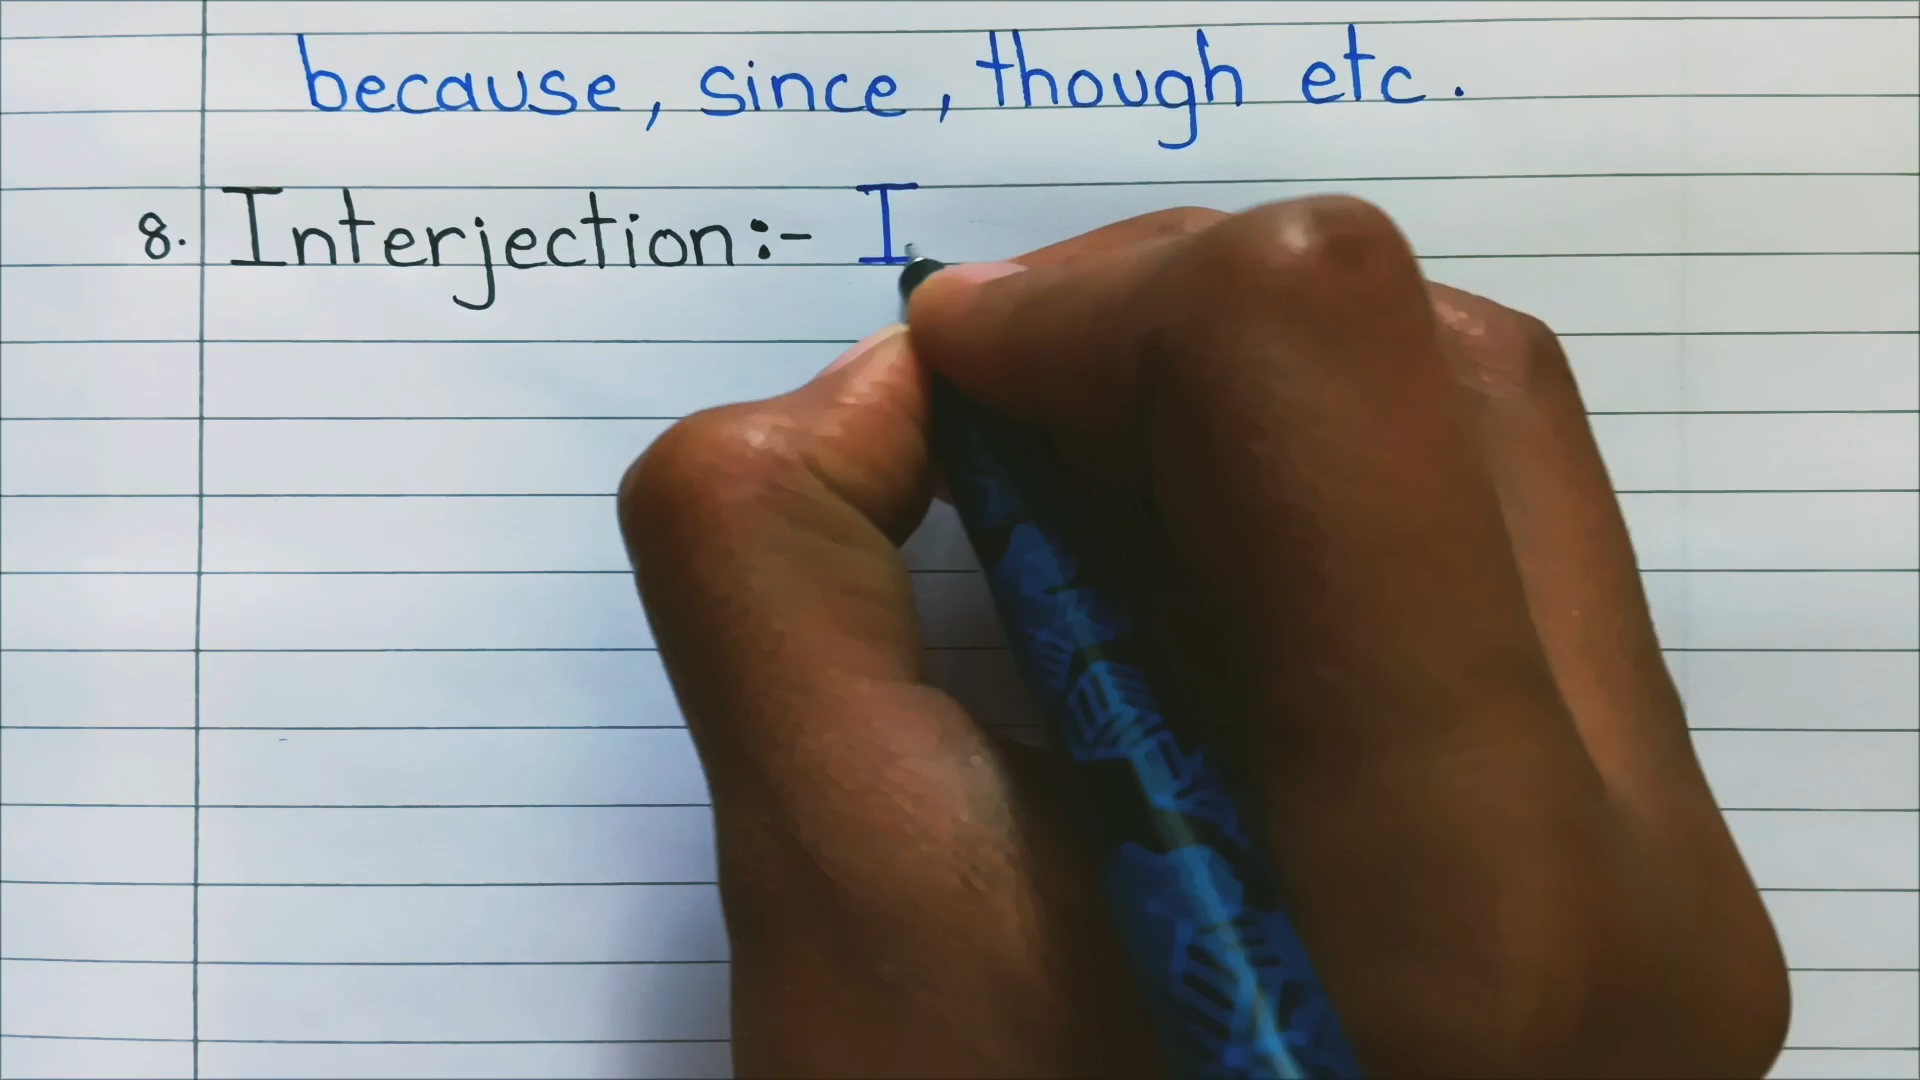 because, since, though etc.
8. Interjection:- I